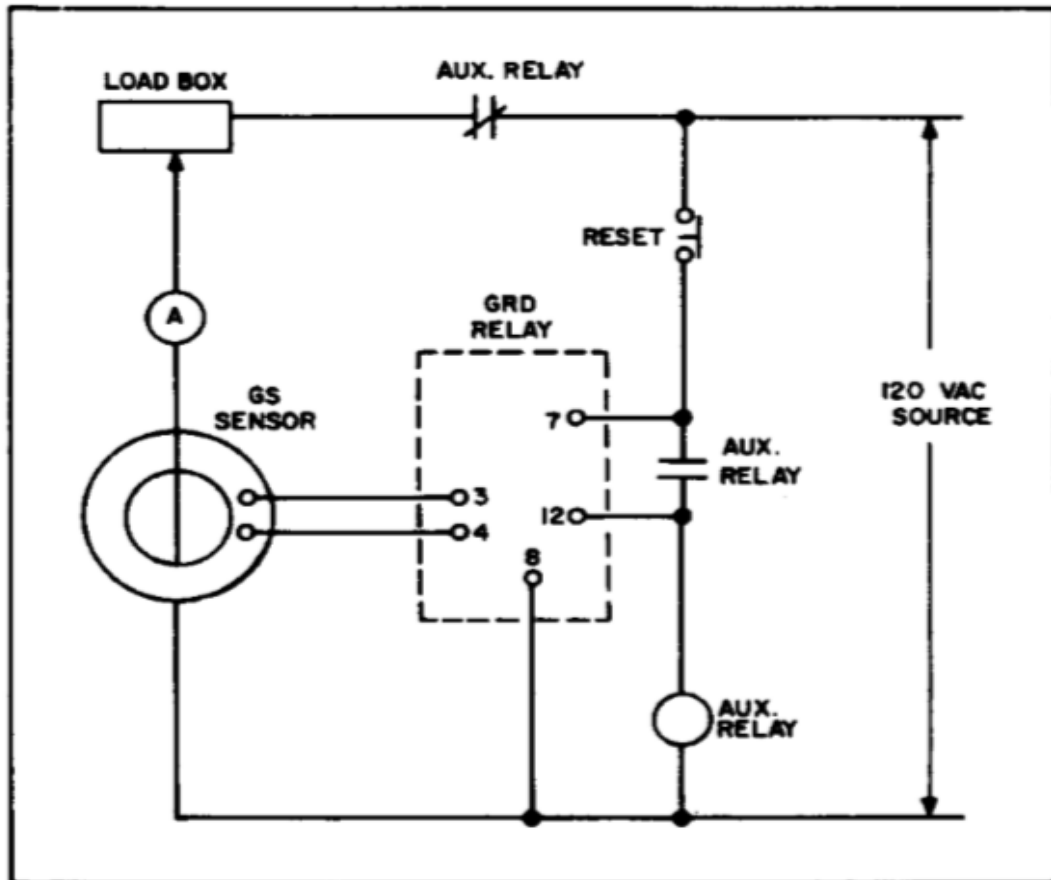 LOAD BOX
AUX. RELAY
RESET
A
GRD
RELAY
GS
SENSOR
120 VAC
SOURCE
7
AUX.
RELAY
3
12
4
8
AUX.
RELAY